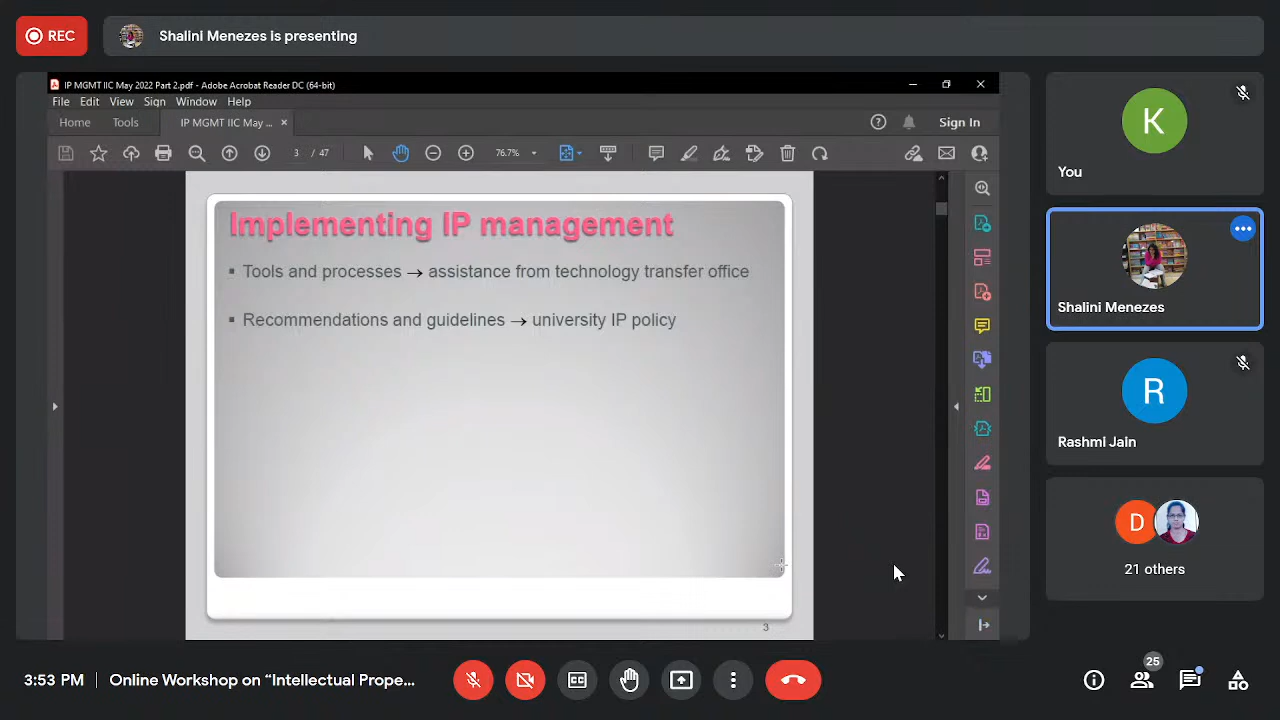 REC
Shalini Menezes is presenting
IP MGMT IIC May 2022 Part 2.pdf - Adobe Acrobat Reader DC (64-bit)
File Edit View Sign Window Help
Home Tools IP MGMT IIC May ... × Sign In
3 / 47 76.7%
Implementing IP management
▪ Tools and processes → assistance from technology transfer office
▪ Recommendations and guidelines → university IP policy
3
K
You
Shalini Menezes
R
Rashmi Jain
D
21 others
3:53 PM | Online Workshop on “Intellectual Prope...
CC
25